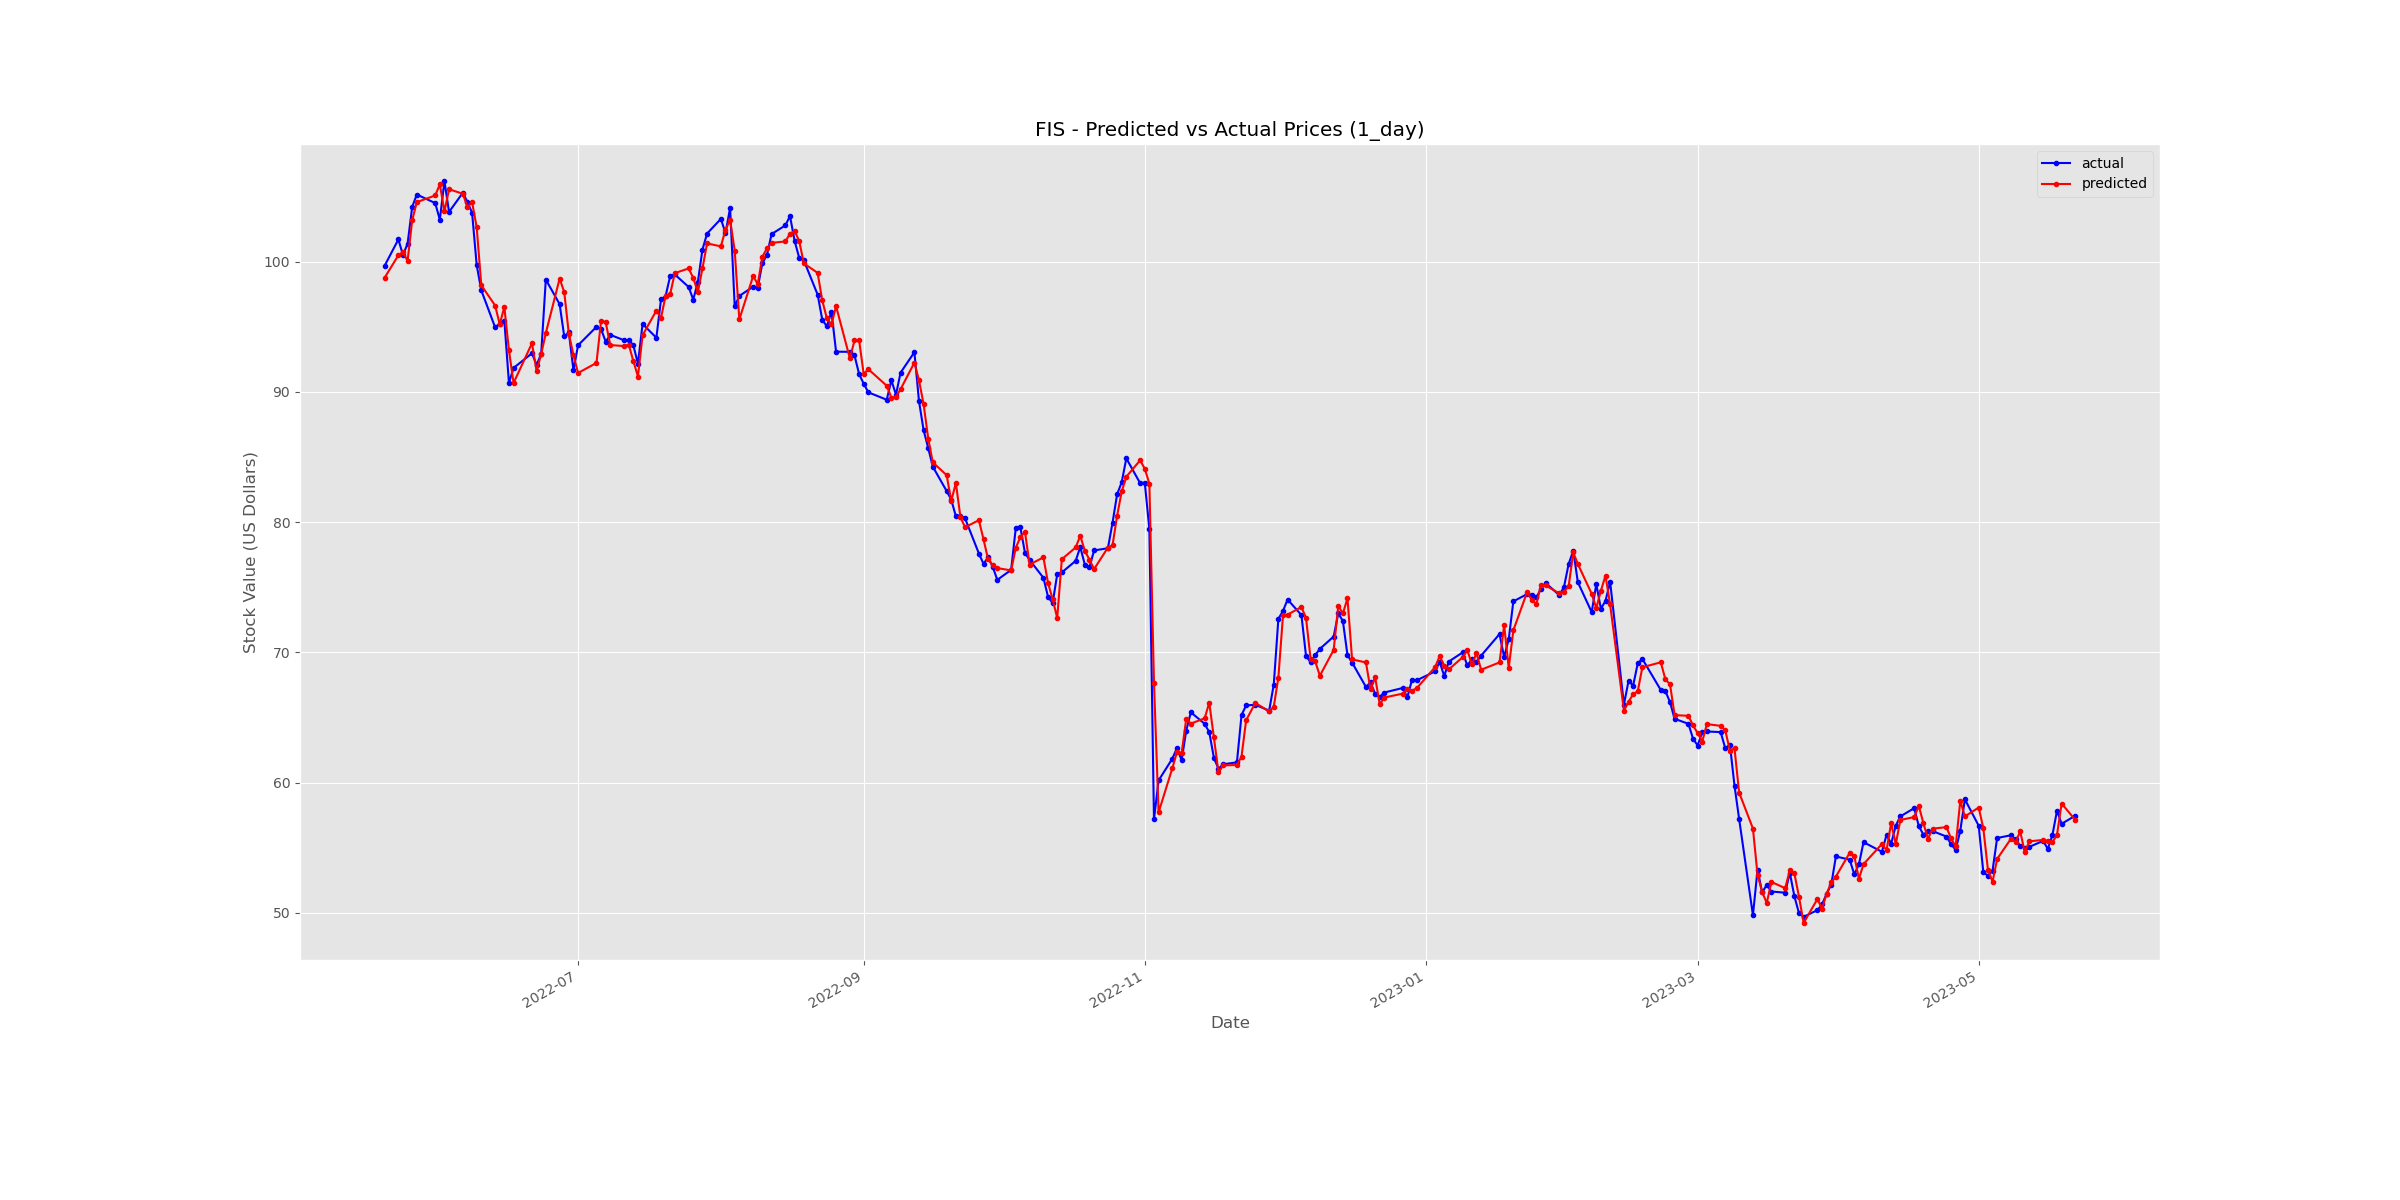 FIS - Predicted vs Actual Prices (1_day)
actual
predicted
Stock Value (US Dollars)
100
90
80
70
60
50
2022-07
2022-09
2022-11
2023-01
2023-03
2023-05
Date